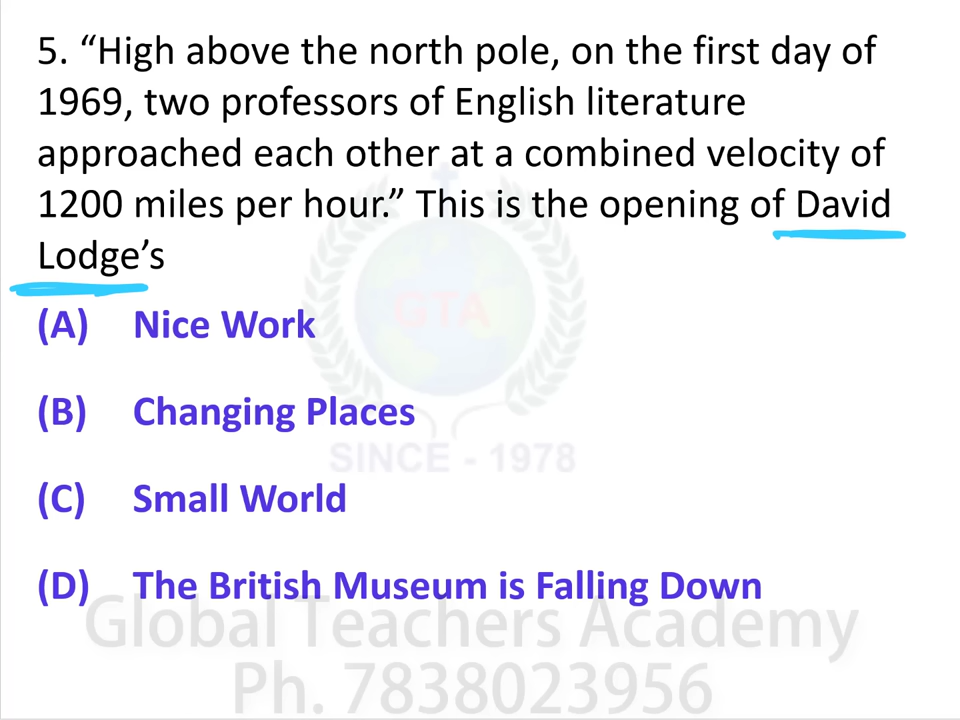 5. “High above the north pole, on the first day of
1969, two professors of English literature
approached each other at a combined velocity of
1200 miles per hour.” This is the opening of David
Lodge’s
(A) Nice Work
(B) Changing Places
(C) Small World
(D) The British Museum is Falling Down
GTA
SINCE - 1978
Global Teachers Academy
Ph. 7838023956